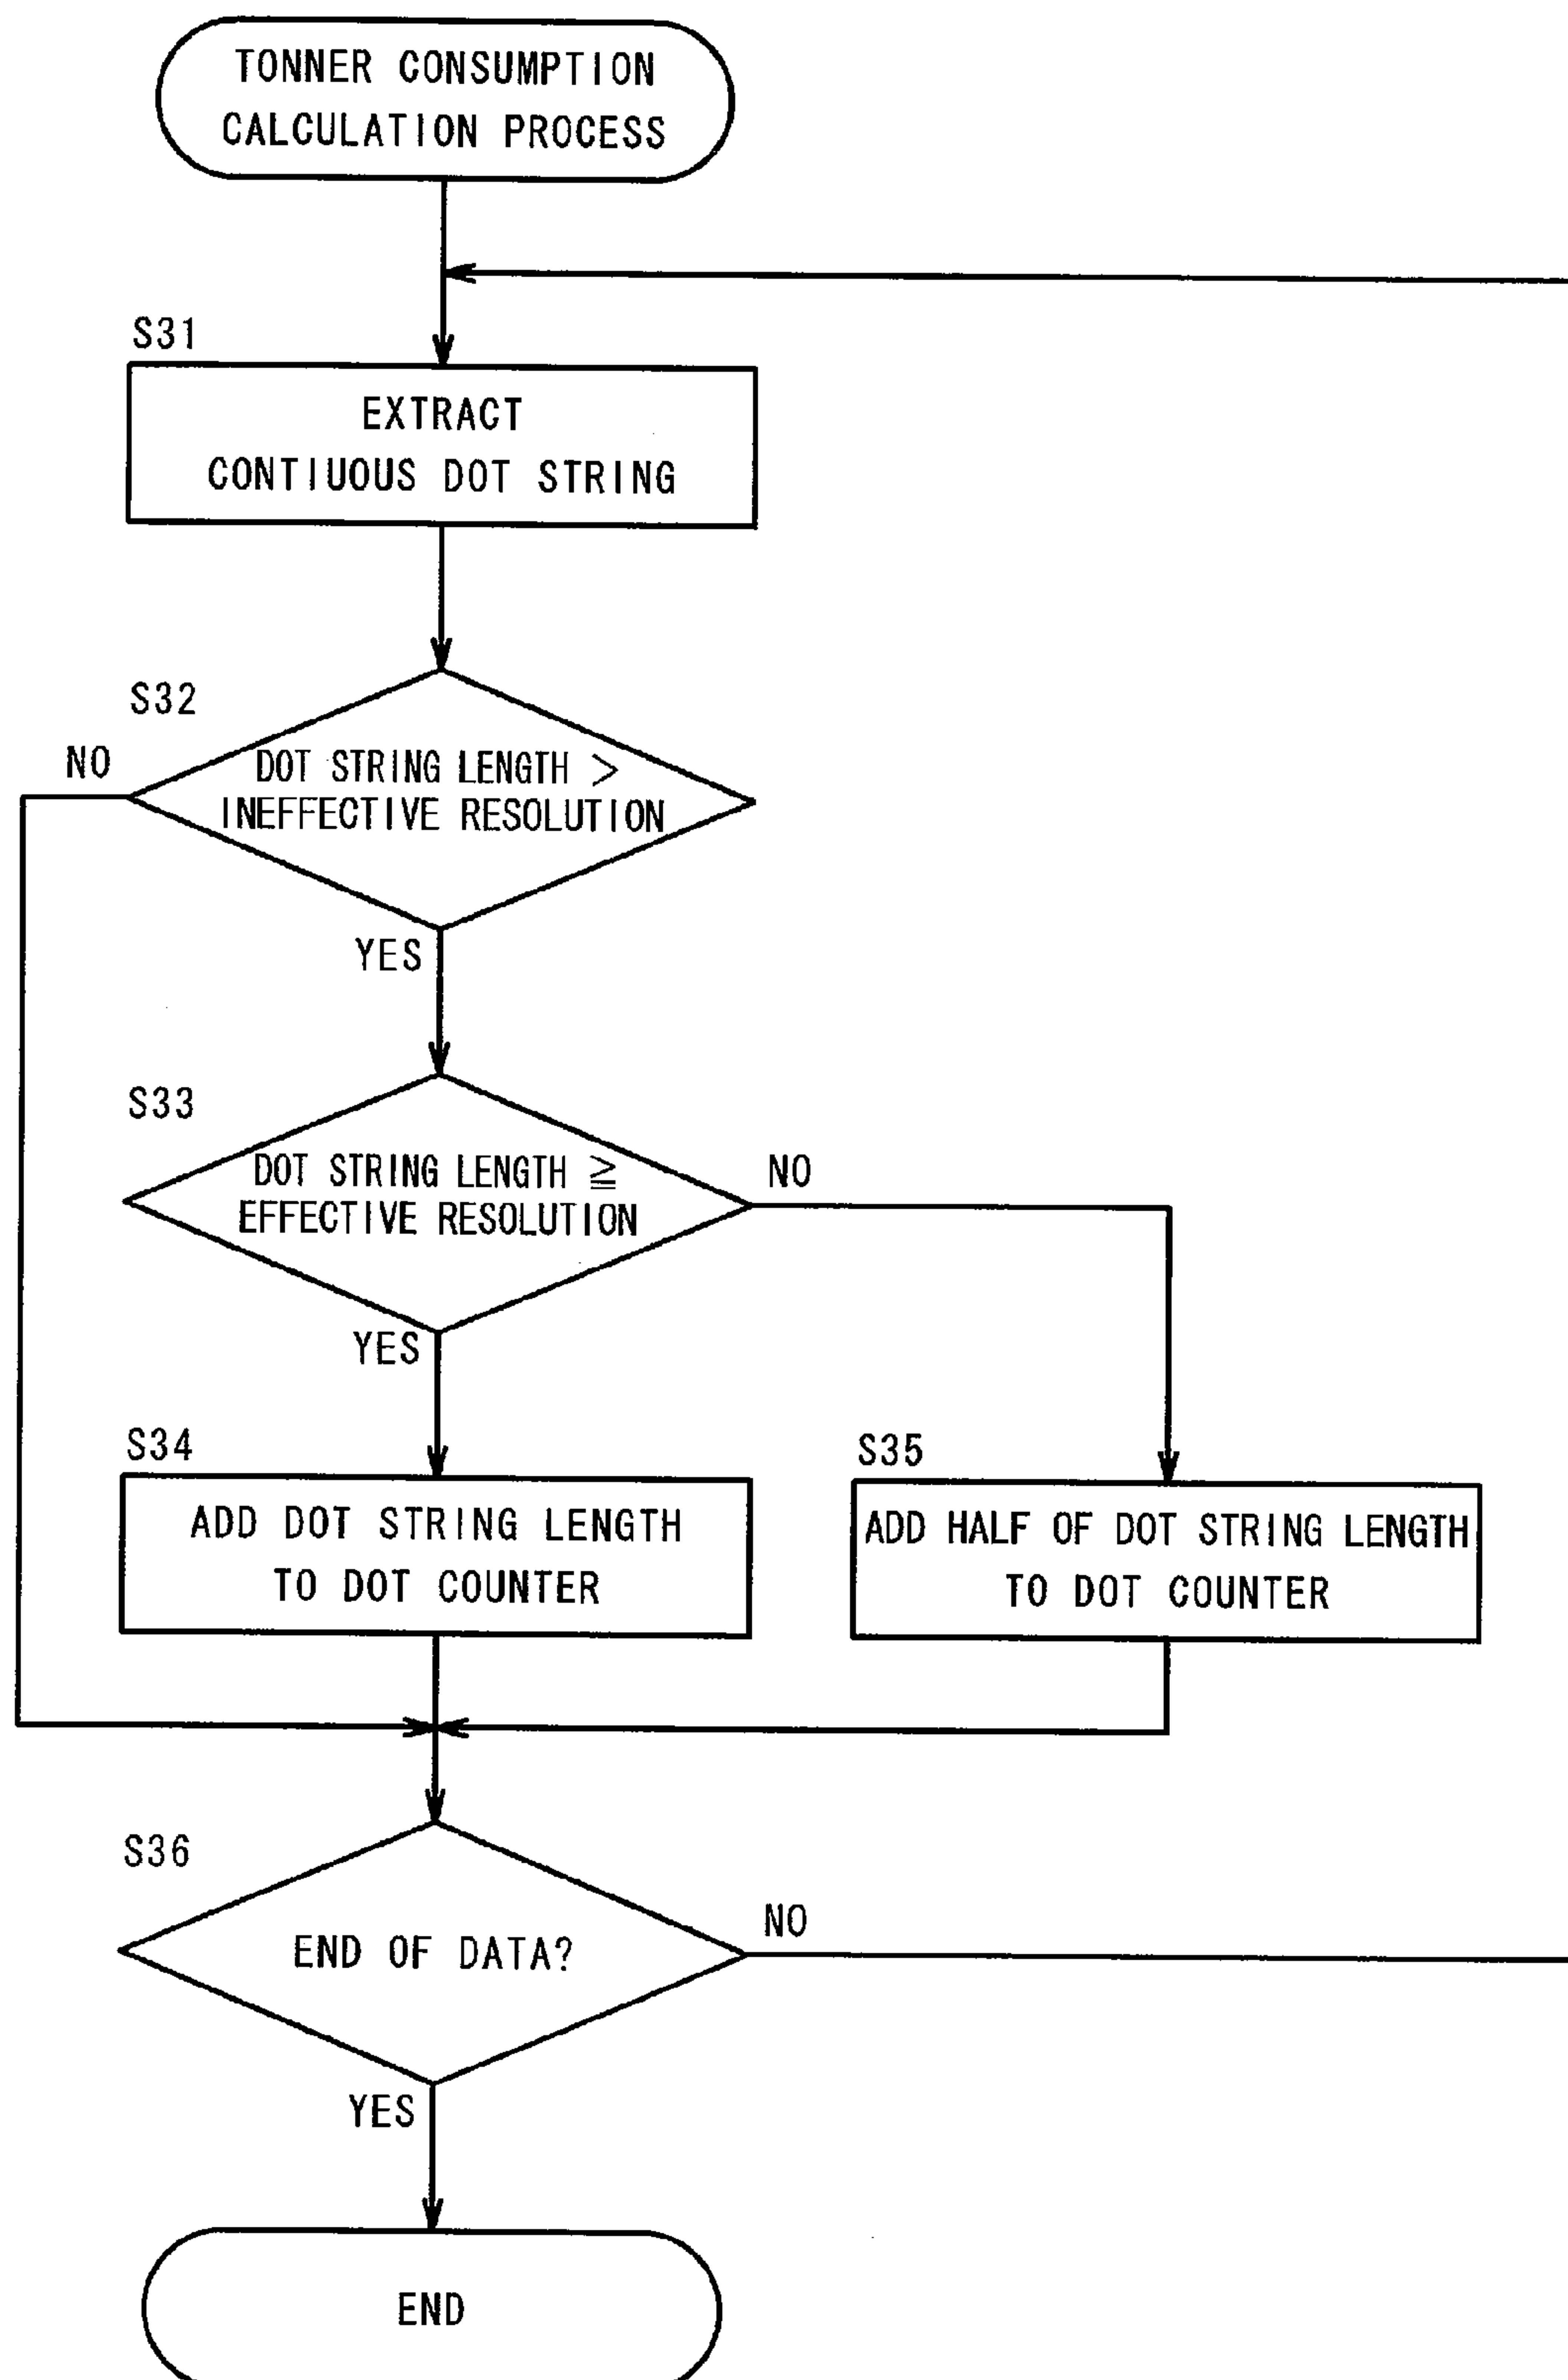 TONNER CONSUMPTION
CALCULATION PROCESS
S31
EXTRACT
CONTIUOUS DOT STRING
S32
NO
DOT STRING LENGTH >
INEFFECTIVE RESOLUTION
YES
S33
DOT STRING LENGTH ≧
EFFECTIVE RESOLUTION
NO
YES
S34
ADD DOT STRING LENGTH
TO DOT COUNTER
S35
ADD HALF OF DOT STRING LENGTH
TO DOT COUNTER
S36
END OF DATA?
NO
YES
END